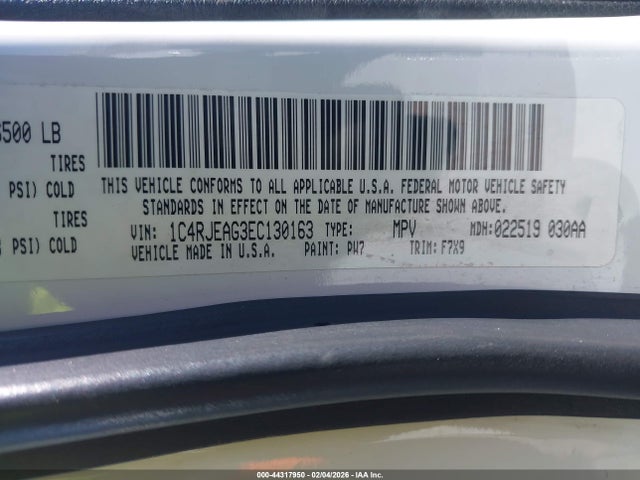 500 LB
TIRES
PSI) COLD
TIRES
PSI) COLD
THIS VEHICLE CONFORMS TO ALL APPLICABLE U.S.A. FEDERAL MOTOR VEHICLE SAFETY
STANDARDS IN EFFECT ON THE DATE OF MANUFACTURE SHOWN ABOVE.
VIN: 1C4RJEAG3EC130163 TYPE: MPV MDH: 022519 030AA
VEHICLE MADE IN U.S.A. PAINT: PW7 TRIM: F7X9
000-44317950 - 02/04/2026 - IAAI.com